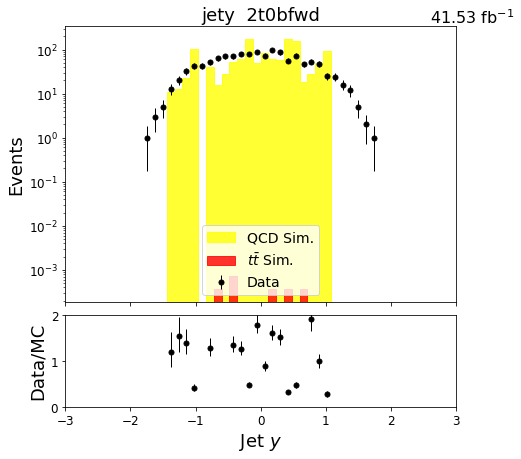 jety 2t0bfwd
41.53 fb⁻¹
Events
10²
10¹
10⁰
10⁻¹
10⁻²
10⁻³
QCD Sim.
tt̄ Sim.
Data
Data/MC
2
1
0
−3 −2 −1 0 1 2 3
Jet y